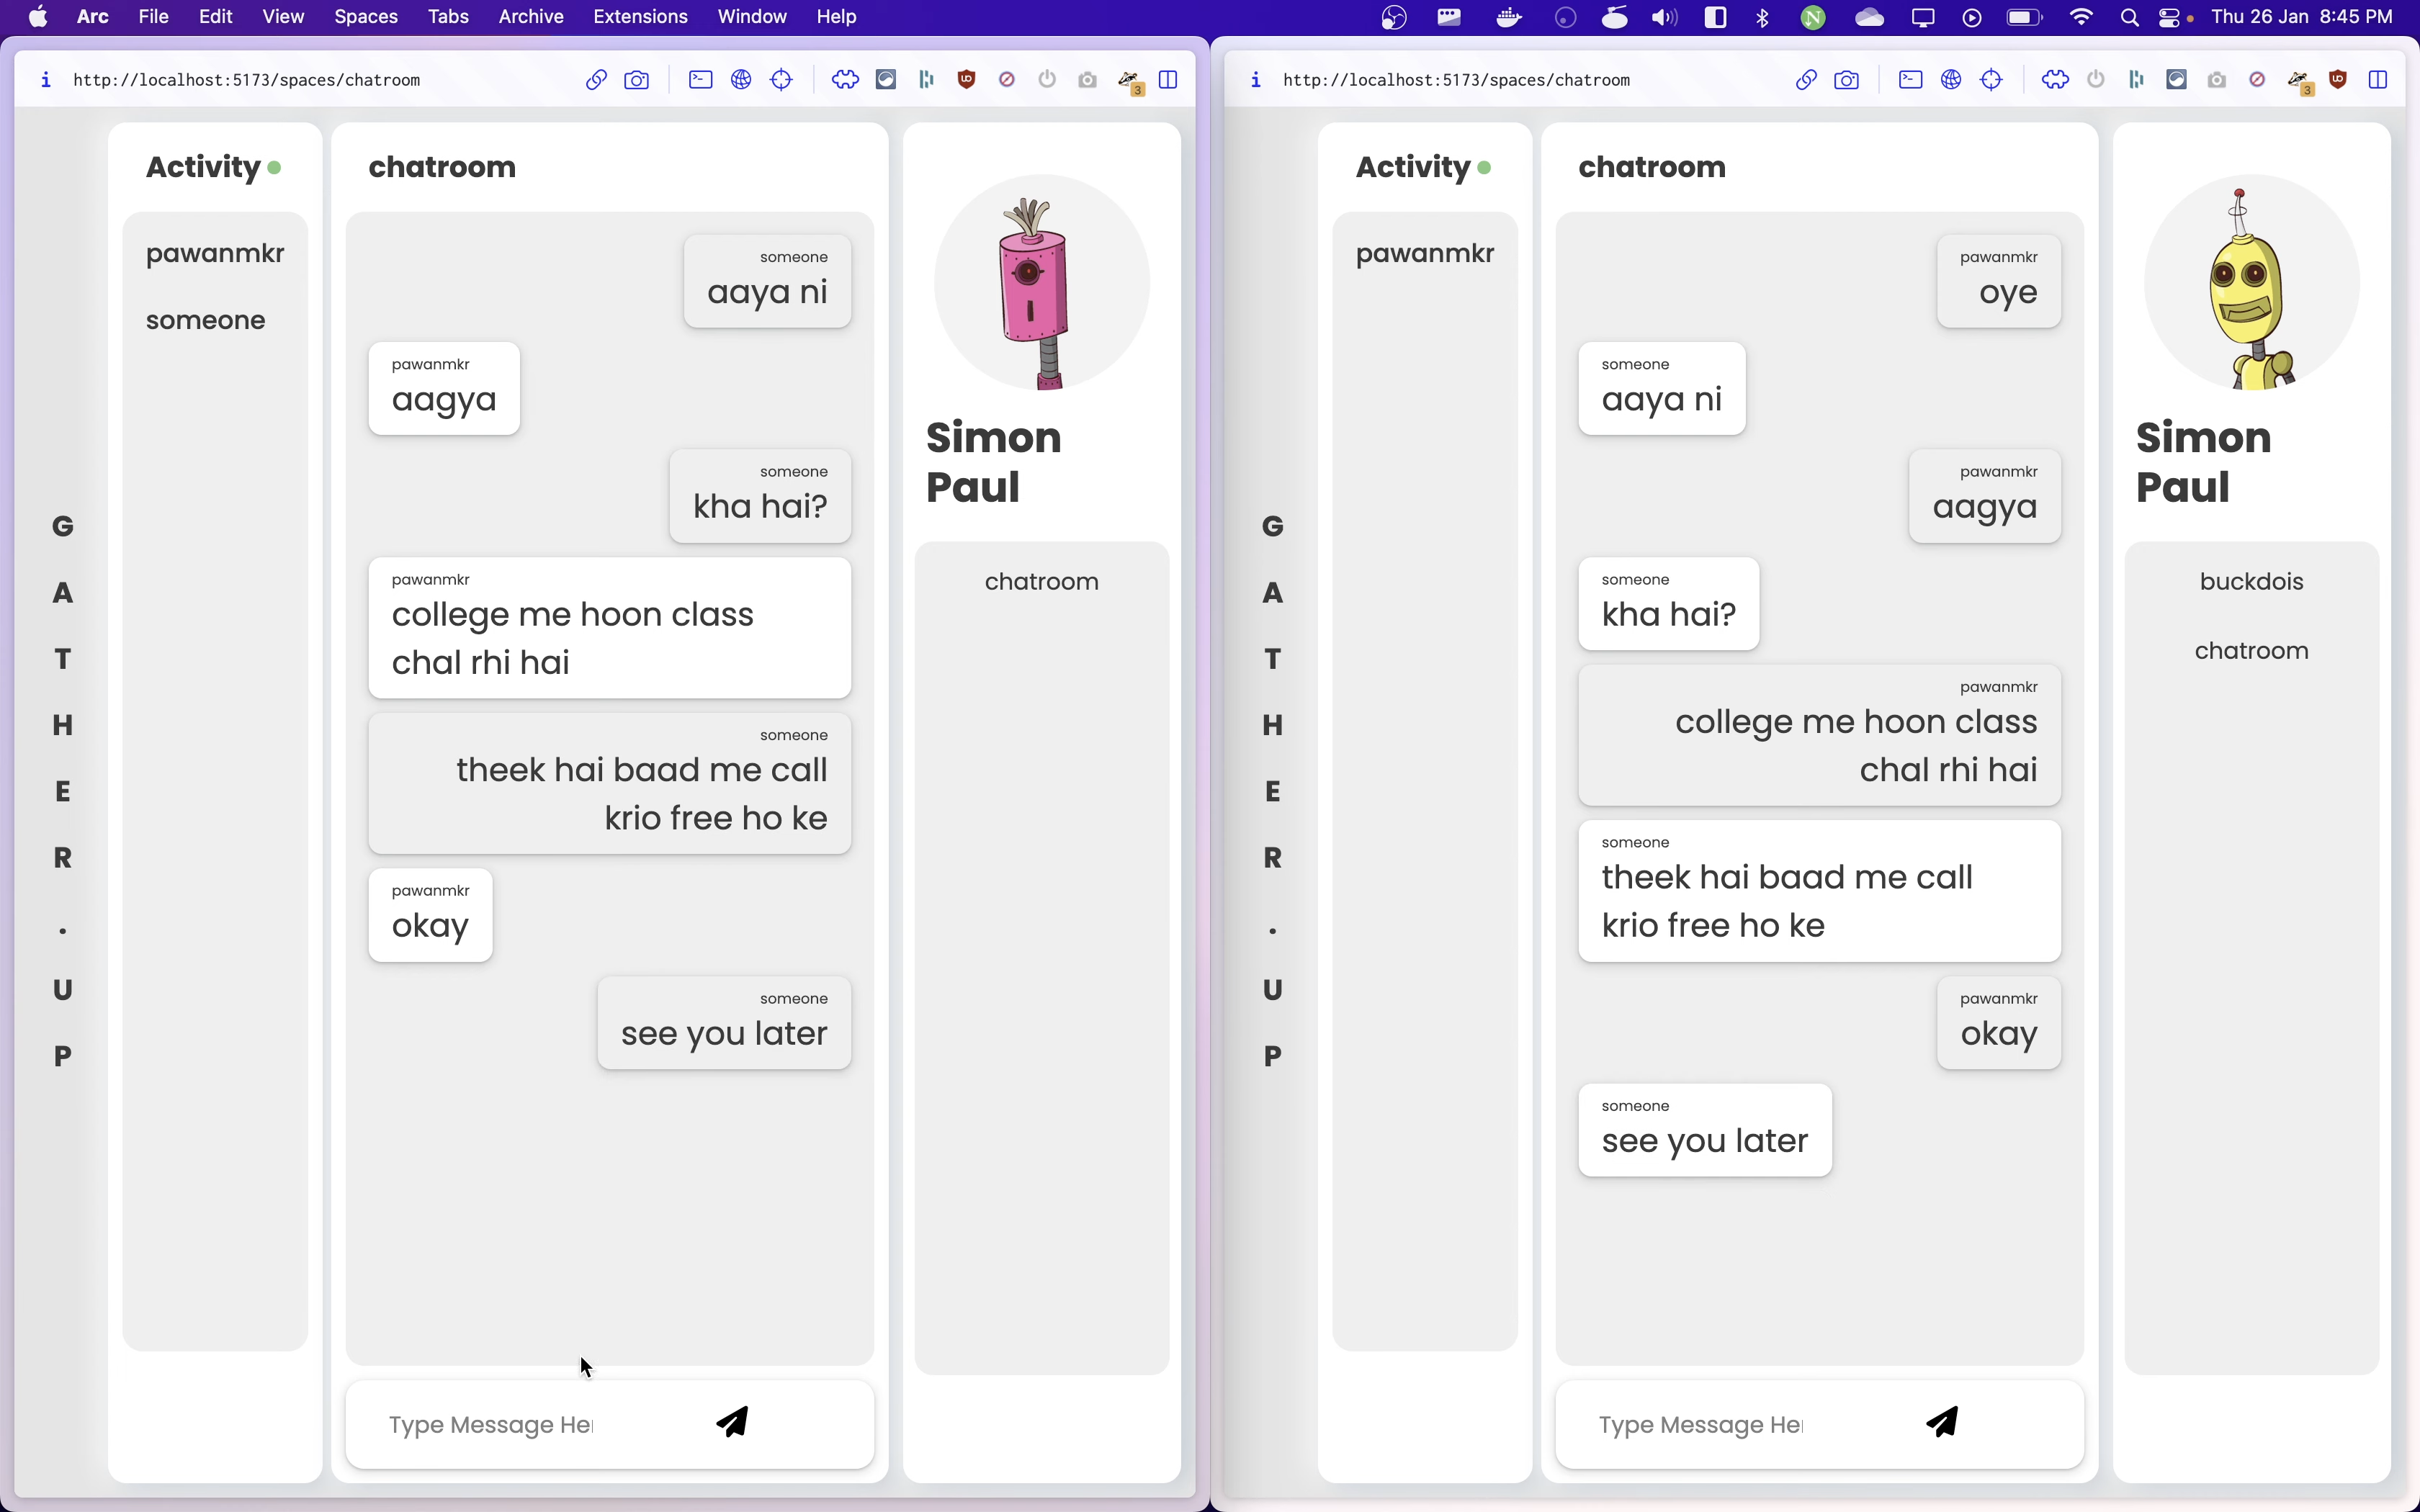 Arc File Edit View Spaces Tabs Archive Extensions Window Help
Thu 26 Jan 8:45 PM
http://localhost:5173/spaces/chatroom
3
G
A
T
H
E
R
.
U
P
Activity
pawanmkr
someone
chatroom
someone
aaya ni
pawanmkr
aagya
someone
kha hai?
pawanmkr
college me hoon class
chal rhi hai
someone
theek hai baad me call
krio free ho ke
pawanmkr
okay
someone
see you later
Type Message Her
Simon
Paul
chatroom
http://localhost:5173/spaces/chatroom
3
G
A
T
H
E
R
.
U
P
Activity
pawanmkr
chatroom
pawanmkr
oye
someone
aaya ni
pawanmkr
aagya
someone
kha hai?
pawanmkr
college me hoon class
chal rhi hai
someone
theek hai baad me call
krio free ho ke
pawanmkr
okay
someone
see you later
Type Message Her
Simon
Paul
buckdois
chatroom